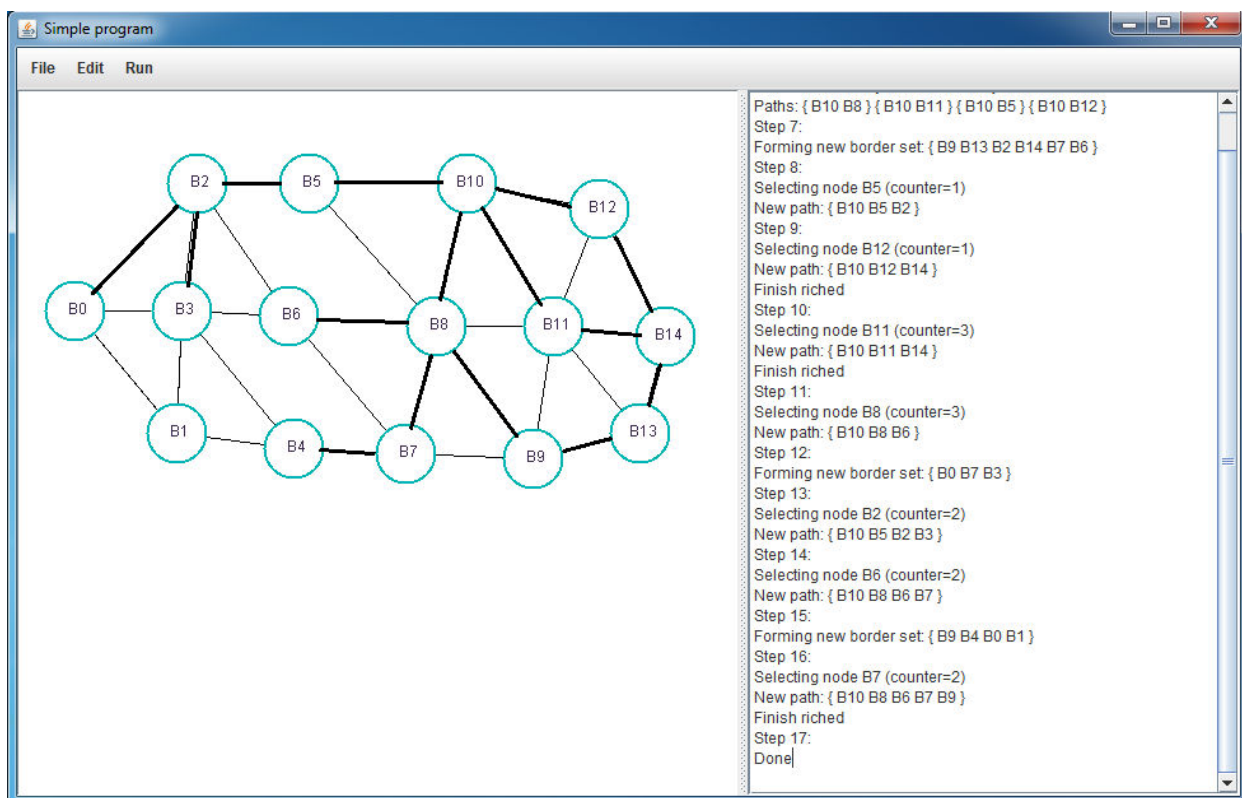 Simple program
File Edit Run
B2
B5
B10
B12
B0
B3
B6
B8
B11
B14
B1
B4
B7
B9
B13
Paths: { B10 B8 } { B10 B11 } { B10 B5 } { B10 B12 }
Step 7:
Forming new border set: { B9 B13 B2 B14 B7 B6 }
Step 8:
Selecting node B5 (counter=1)
New path: { B10 B5 B2 }
Step 9:
Selecting node B12 (counter=1)
New path: { B10 B12 B14 }
Finish riched
Step 10:
Selecting node B11 (counter=3)
New path: { B10 B11 B14 }
Finish riched
Step 11:
Selecting node B8 (counter=3)
New path: { B10 B8 B6 }
Step 12:
Forming new border set: { B0 B7 B3 }
Step 13:
Selecting node B2 (counter=2)
New path: { B10 B5 B2 B3 }
Step 14:
Selecting node B6 (counter=2)
New path: { B10 B8 B6 B7 }
Step 15:
Forming new border set: { B9 B4 B0 B1 }
Step 16:
Selecting node B7 (counter=2)
New path: { B10 B8 B6 B7 B9 }
Finish riched
Step 17:
Done